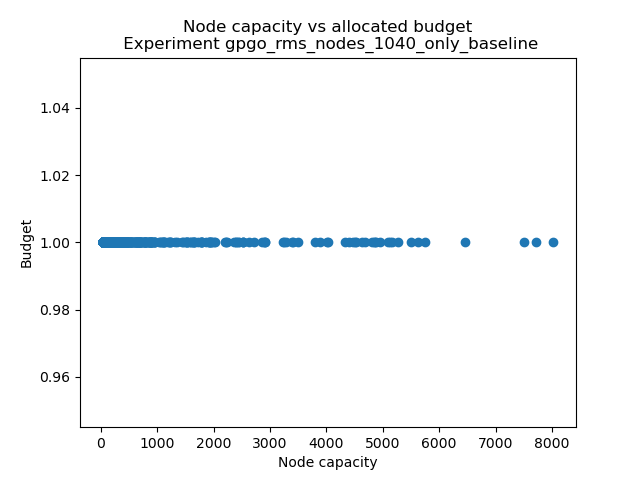 Node capacity vs allocated budget
Experiment gpgo_rms_nodes_1040_only_baseline
1.04
1.02
1.00
0.98
0.96
Budget
0 1000 2000 3000 4000 5000 6000 7000 8000
Node capacity